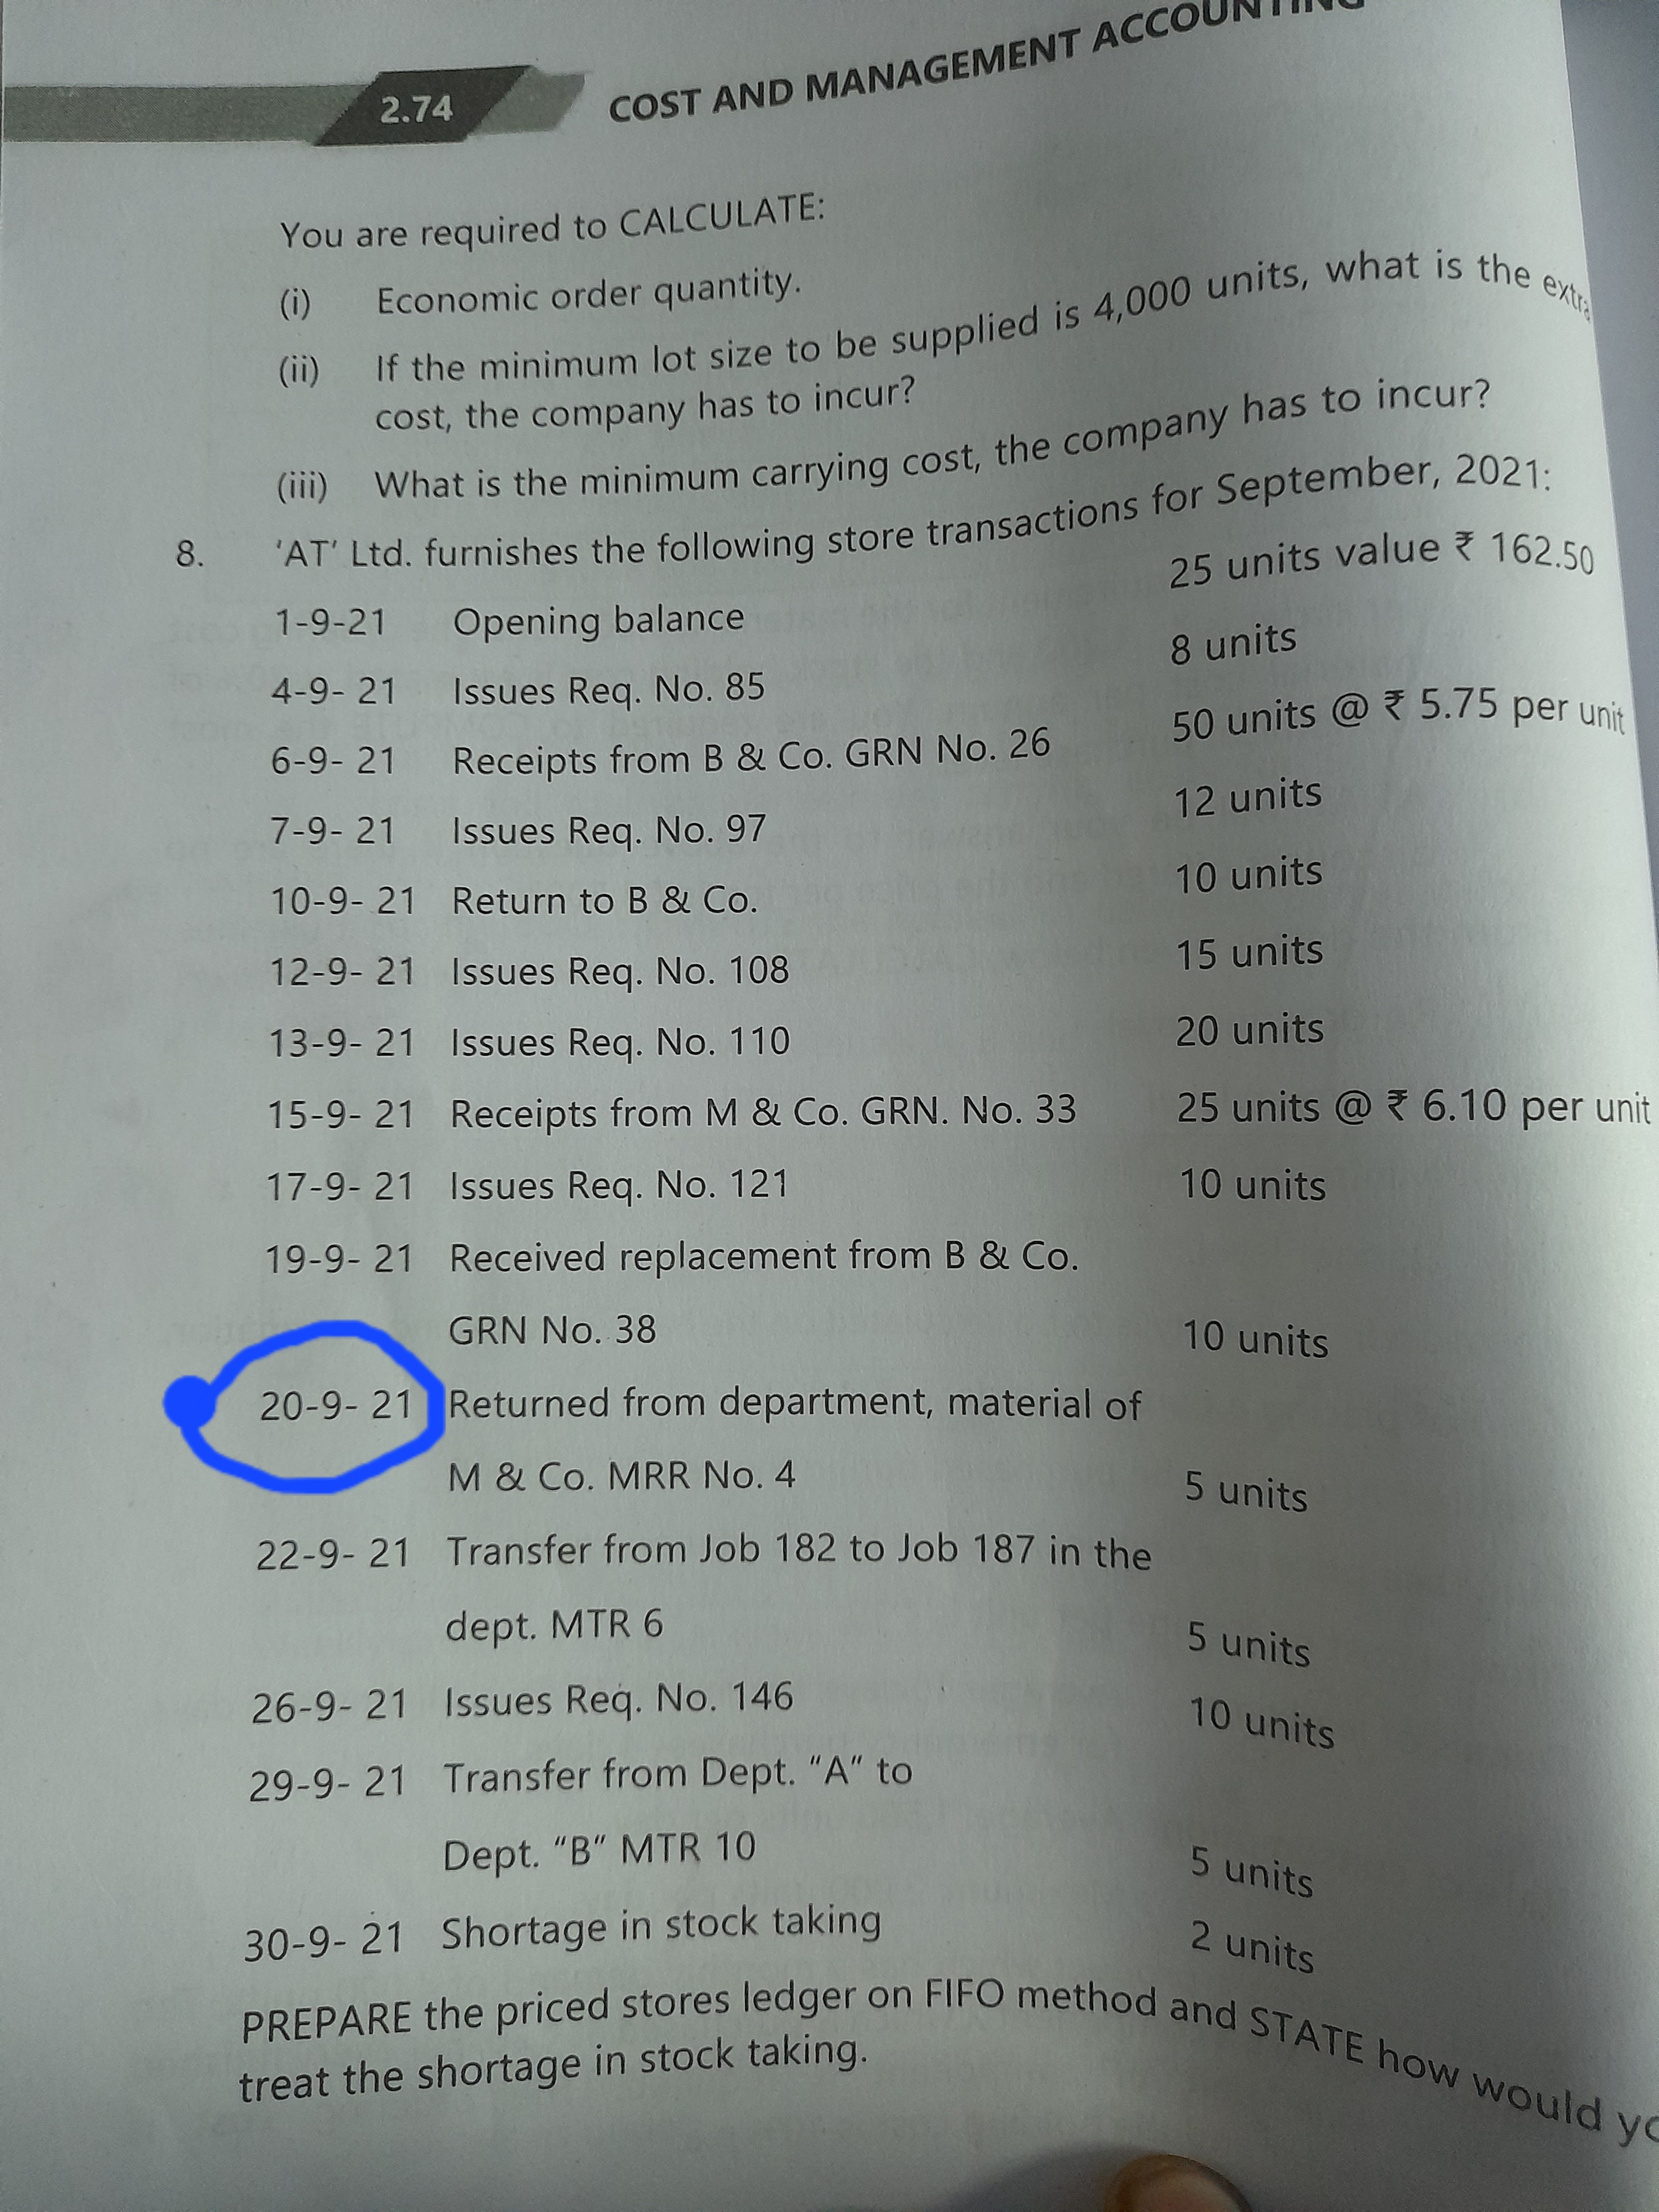 2.74 COST AND MANAGEMENT ACCOUNTING
You are required to CALCULATE:
(i) Economic order quantity.
(ii) If the minimum lot size to be supplied is 4,000 units, what is the extra
cost, the company has to incur?
(iii) What is the minimum carrying cost, the company has to incur?
8. ‘AT’ Ltd. furnishes the following store transactions for September, 2021:
1-9-21 Opening balance 25 units value ₹ 162.50
4-9- 21 Issues Req. No. 85 8 units
6-9- 21 Receipts from B & Co. GRN No. 26 50 units @ ₹ 5.75 per unit
7-9- 21 Issues Req. No. 97 12 units
10-9- 21 Return to B & Co. 10 units
12-9- 21 Issues Req. No. 108 15 units
13-9- 21 Issues Req. No. 110 20 units
15-9- 21 Receipts from M & Co. GRN. No. 33 25 units @ ₹ 6.10 per unit
17-9- 21 Issues Req. No. 121 10 units
19-9- 21 Received replacement from B & Co.
GRN No. 38 10 units
20-9- 21 Returned from department, material of
M & Co. MRR No. 4 5 units
22-9- 21 Transfer from Job 182 to Job 187 in the
dept. MTR 6 5 units
26-9- 21 Issues Req. No. 146 10 units
29-9- 21 Transfer from Dept. “A” to
Dept. “B” MTR 10 5 units
30-9- 21 Shortage in stock taking 2 units
PREPARE the priced stores ledger on FIFO method and STATE how would
treat the shortage in stock taking.